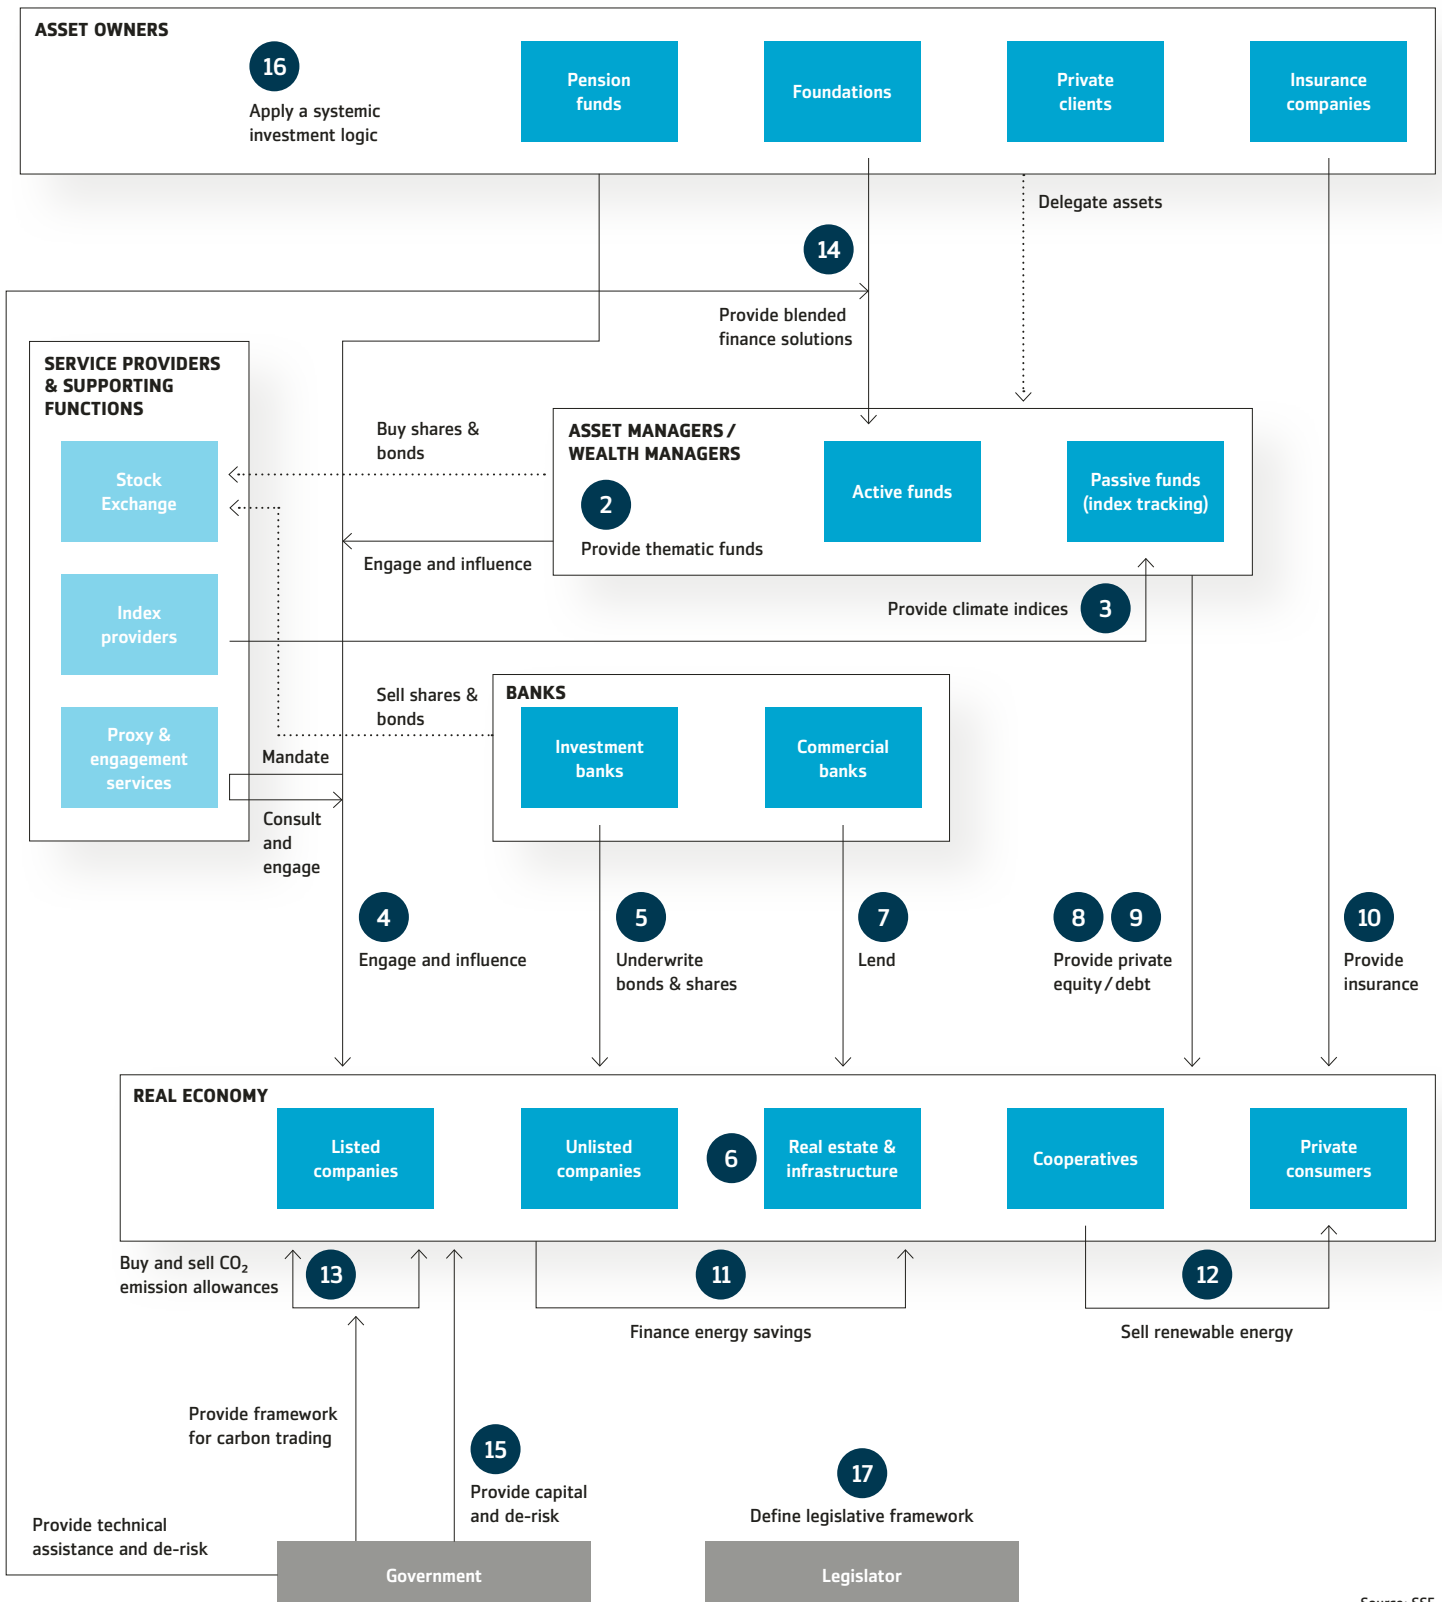 ASSET OWNERS
16
Apply a systemic
investment logic
Pension
funds
Foundations
Private
clients
Insurance
companies
Delegate assets
14
Provide blended
finance solutions
SERVICE PROVIDERS
& SUPPORTING
FUNCTIONS
Stock
Exchange
Index
providers
Proxy &
engagement
services
Buy shares &
bonds
ASSET MANAGERS /
WEALTH MANAGERS
2
Provide thematic funds
Active funds
Passive funds
(index tracking)
Engage and influence
Provide climate indices
3
Sell shares &
bonds
BANKS
Investment
banks
Commercial
banks
Mandate
Consult
and
engage
4
Engage and influence
5
Underwrite
bonds & shares
7
Lend
8
9
Provide private
equity / debt
10
Provide
insurance
REAL ECONOMY
Listed
companies
Unlisted
companies
6
Real estate &
infrastructure
Cooperatives
Private
consumers
Buy and sell CO₂
emission allowances
13
11
Finance energy savings
12
Sell renewable energy
Provide framework
for carbon trading
15
Provide capital
and de-risk
17
Define legislative framework
Provide technical
assistance and de-risk
Government
Legislator